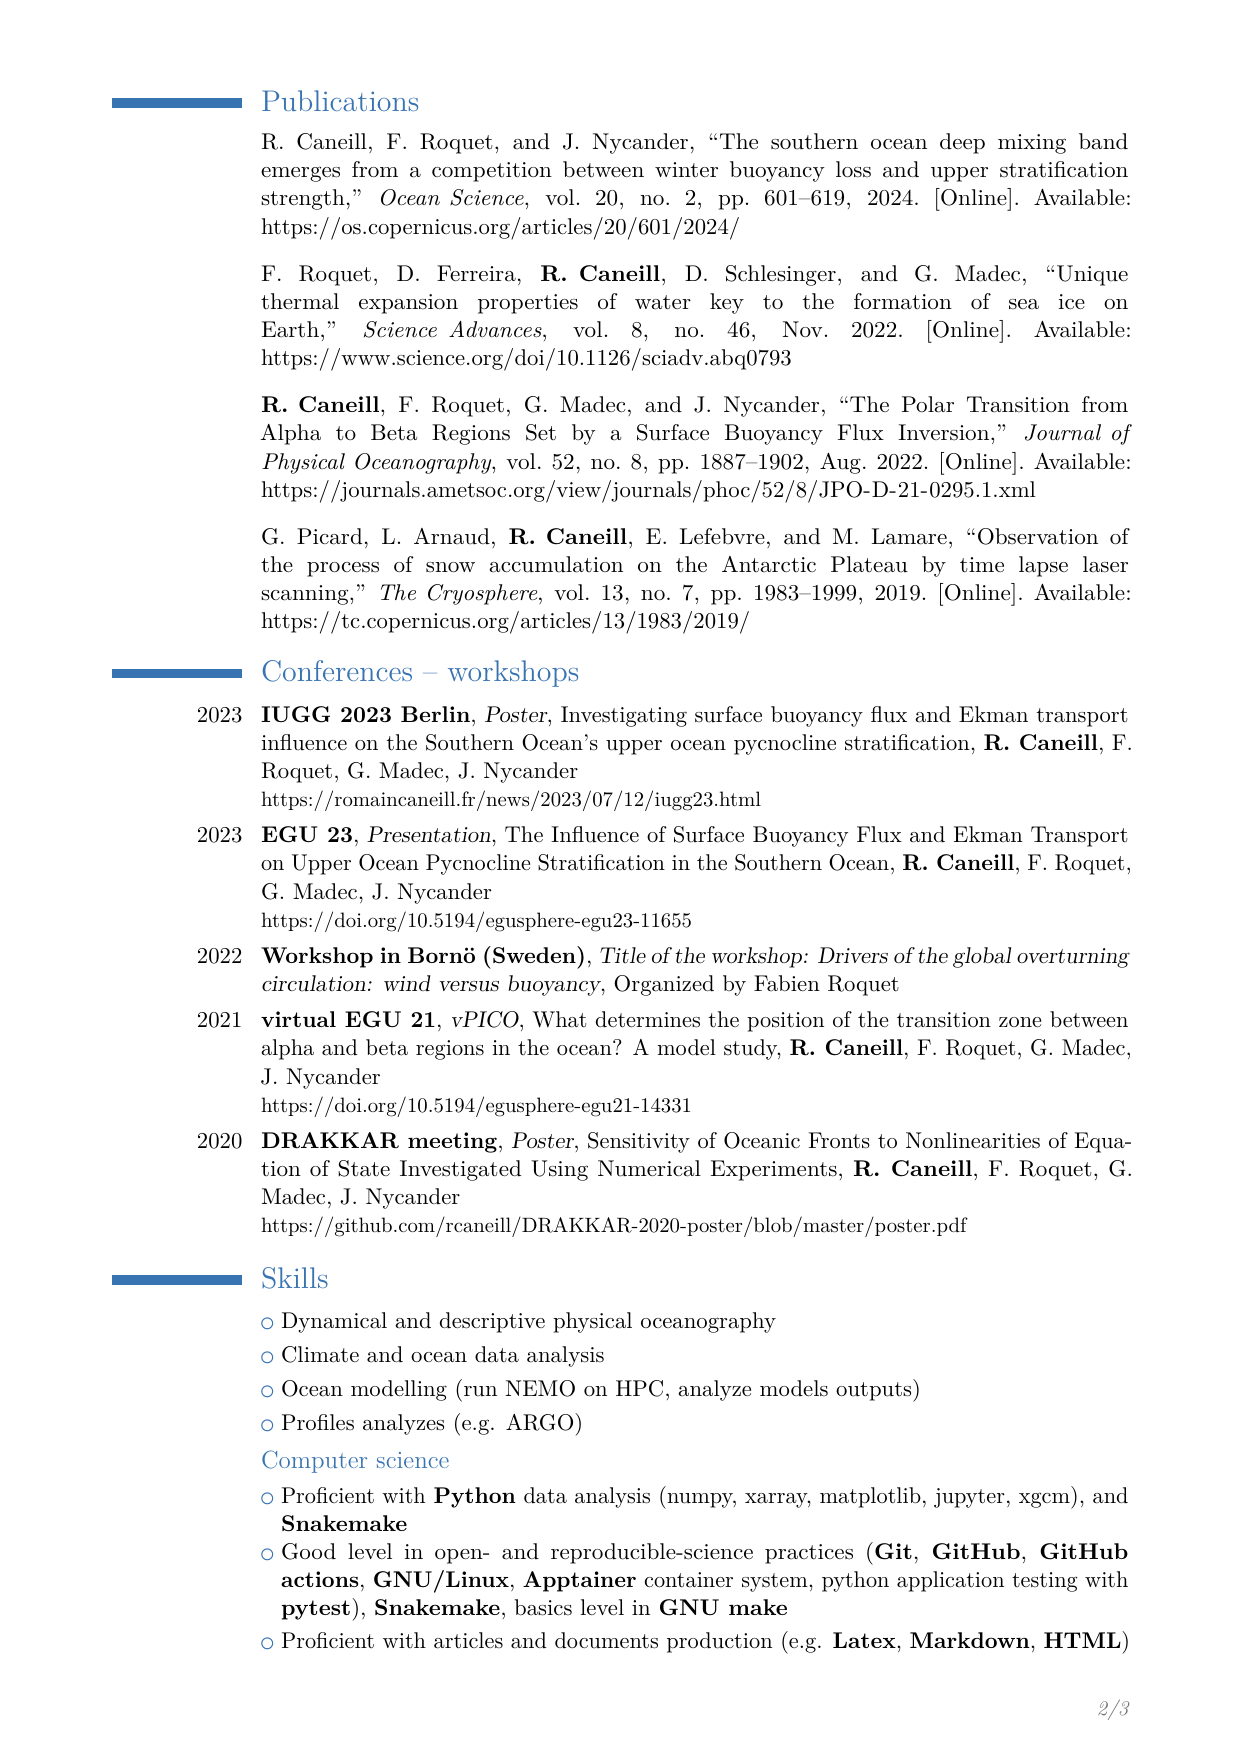 Publications
R. Caneill, F. Roquet, and J. Nycander, “The southern ocean deep mixing band
emerges from a competition between winter buoyancy loss and upper stratification
strength,” Ocean Science, vol. 20, no. 2, pp. 601–619, 2024. [Online]. Available:
https://os.copernicus.org/articles/20/601/2024/
F. Roquet, D. Ferreira, R. Caneill, D. Schlesinger, and G. Madec, “Unique
thermal expansion properties of water key to the formation of sea ice on
Earth,” Science Advances, vol. 8, no. 46, Nov. 2022. [Online]. Available:
https://www.science.org/doi/10.1126/sciadv.abq0793
R. Caneill, F. Roquet, G. Madec, and J. Nycander, “The Polar Transition from
Alpha to Beta Regions Set by a Surface Buoyancy Flux Inversion,” Journal of
Physical Oceanography, vol. 52, no. 8, pp. 1887–1902, Aug. 2022. [Online]. Available:
https://journals.ametsoc.org/view/journals/phoc/52/8/JPO-D-21-0295.1.xml
G. Picard, L. Arnaud, R. Caneill, E. Lefebvre, and M. Lamare, “Observation of
the process of snow accumulation on the Antarctic Plateau by time lapse laser
scanning,” The Cryosphere, vol. 13, no. 7, pp. 1983–1999, 2019. [Online]. Available:
https://tc.copernicus.org/articles/13/1983/2019/
Conferences – workshops
2023 IUGG 2023 Berlin, Poster, Investigating surface buoyancy flux and Ekman transport
influence on the Southern Ocean’s upper ocean pycnocline stratification, R. Caneill, F.
Roquet, G. Madec, J. Nycander
https://romaincaneill.fr/news/2023/07/12/iugg23.html
2023 EGU 23, Presentation, The Influence of Surface Buoyancy Flux and Ekman Transport
on Upper Ocean Pycnocline Stratification in the Southern Ocean, R. Caneill, F. Roquet,
G. Madec, J. Nycander
https://doi.org/10.5194/egusphere-egu23-11655
2022 Workshop in Bornö (Sweden), Title of the workshop: Drivers of the global overturning
circulation: wind versus buoyancy, Organized by Fabien Roquet
2021 virtual EGU 21, vPICO, What determines the position of the transition zone between
alpha and beta regions in the ocean? A model study, R. Caneill, F. Roquet, G. Madec,
J. Nycander
https://doi.org/10.5194/egusphere-egu21-14331
2020 DRAKKAR meeting, Poster, Sensitivity of Oceanic Fronts to Nonlinearities of Equa-
tion of State Investigated Using Numerical Experiments, R. Caneill, F. Roquet, G.
Madec, J. Nycander
https://github.com/rcaneill/DRAKKAR-2020-poster/blob/master/poster.pdf
Skills
○ Dynamical and descriptive physical oceanography
○ Climate and ocean data analysis
○ Ocean modelling (run NEMO on HPC, analyze models outputs)
○ Profiles analyzes (e.g. ARGO)
Computer science
○ Proficient with Python data analysis (numpy, xarray, matplotlib, jupyter, xgcm), and
Snakemake
○ Good level in open- and reproducible-science practices (Git, GitHub, GitHub
actions, GNU/Linux, Apptainer container system, python application testing with
pytest), Snakemake, basics level in GNU make
○ Proficient with articles and documents production (e.g. Latex, Markdown, HTML)
2/3